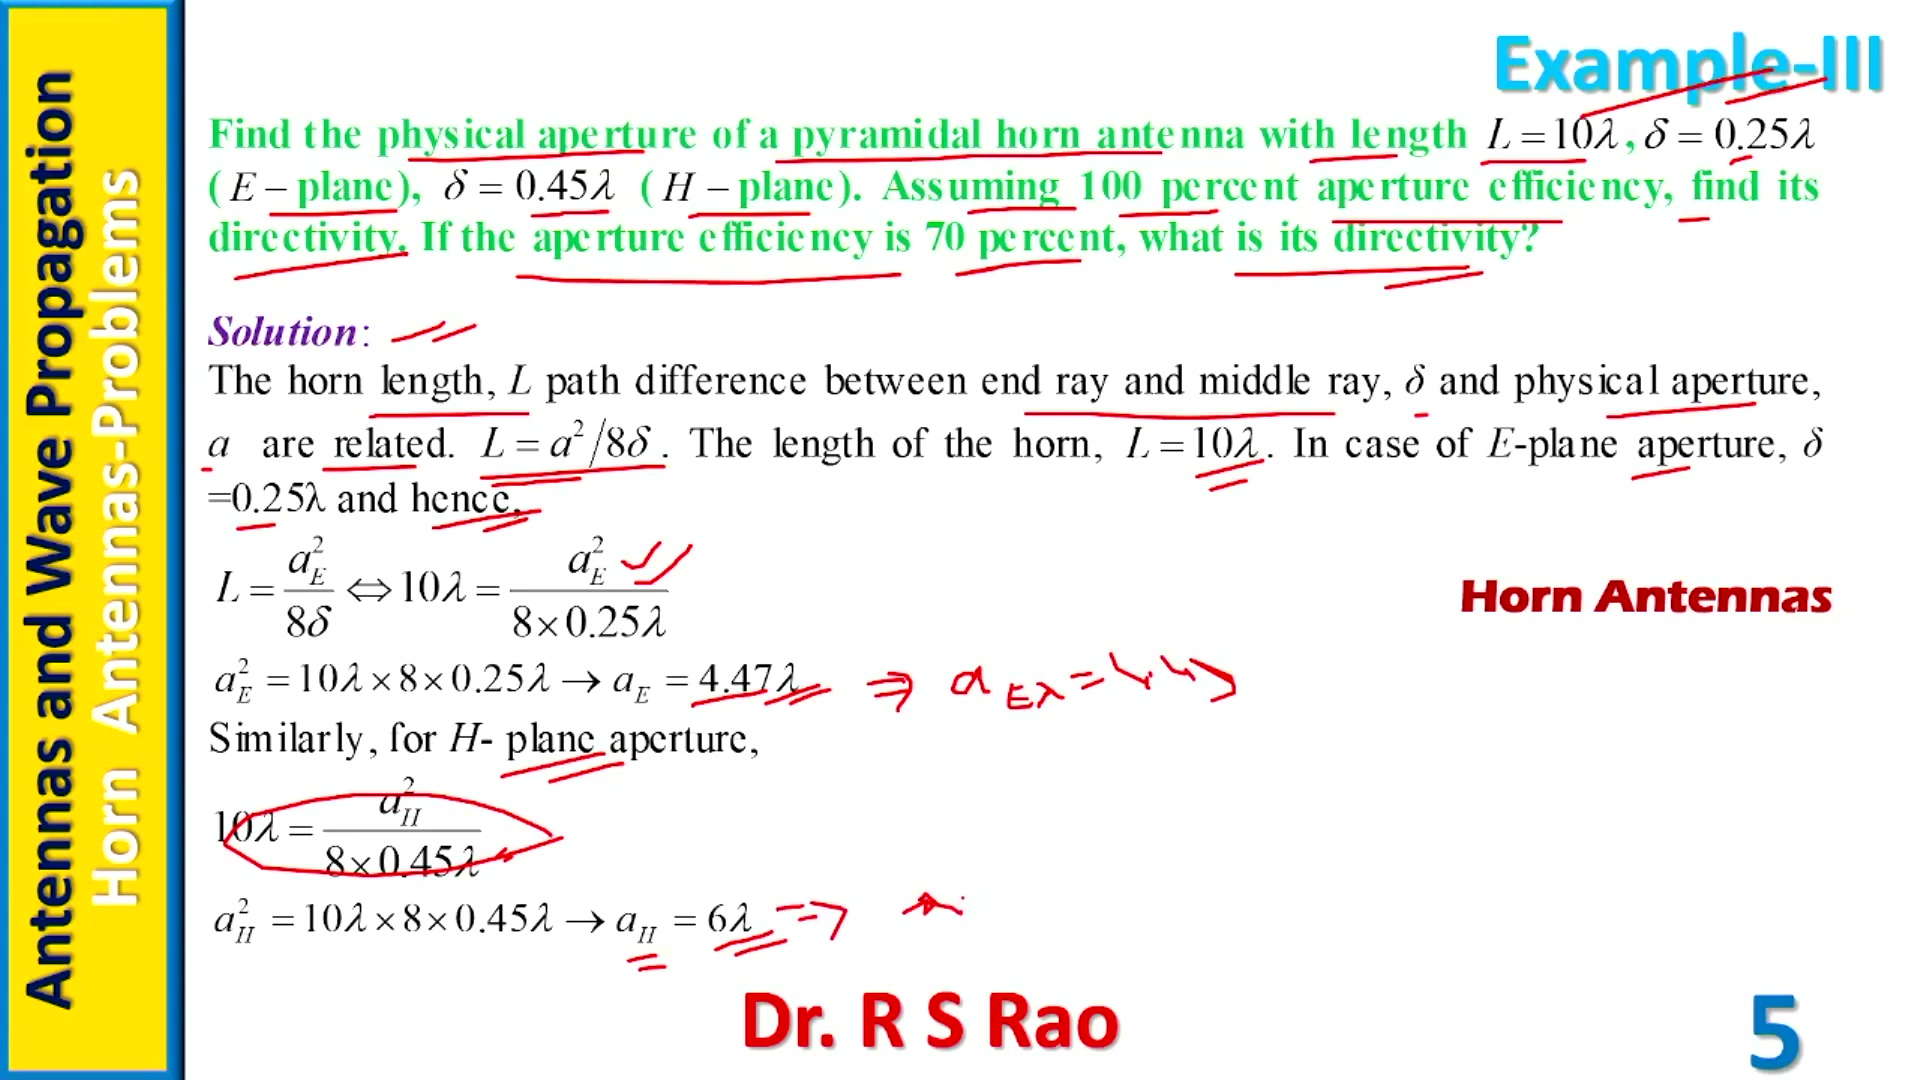 Antennas and Wave Propagation
Horn Antennas-Problems
Example-III
Find the physical aperture of a pyramidal horn antenna with length L = 10λ, δ = 0.25λ
(E – plane), δ = 0.45λ (H – plane). Assuming 100 percent aperture efficiency, find its
directivity. If the aperture efficiency is 70 percent, what is its directivity?
Solution:
The horn length, L path difference between end ray and middle ray, δ and physical aperture,
a are related. L = a²/8δ. The length of the horn, L = 10λ. In case of E-plane aperture, δ
=0.25λ and hence,
L = a_E²/8δ ⇔ 10λ = a_E²/(8×0.25λ)
a_E² = 10λ×8×0.25λ → a_E = 4.47λ ⇒ a_Eλ = 4.47
Similarly, for H- plane aperture,
10λ = a_H²/(8×0.45λ)
a_H² = 10λ×8×0.45λ → a_H = 6λ ⇒
Horn Antennas
Dr. R S Rao
5